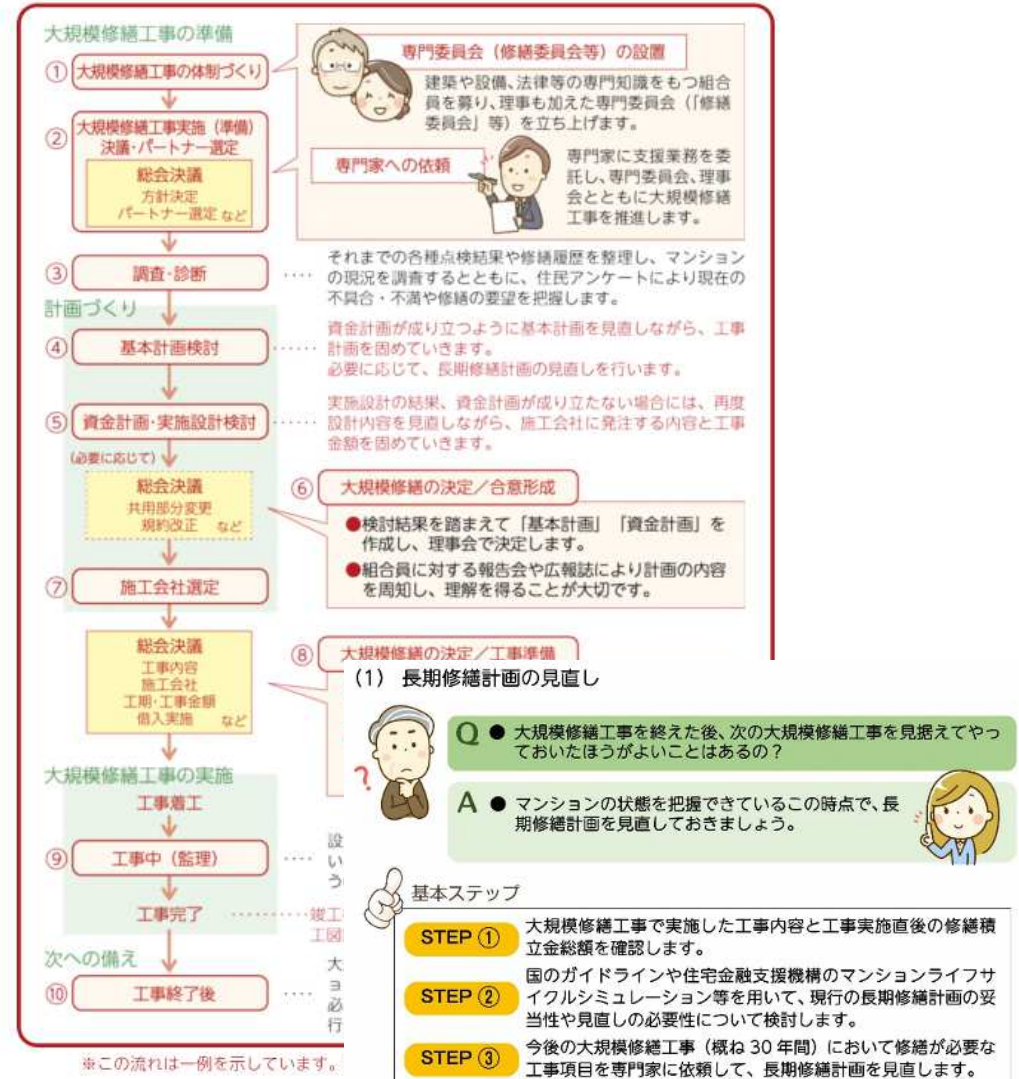 大規模修繕工事の準備
① 大規模修繕工事の体制づくり
専門委員会（修繕委員会等）の設置
建築や設備、法律等の専門知識をもつ組合
員を募り、理事も加えた専門委員会（「修繕
委員会」等）を立ち上げます。
② 大規模修繕工事実施（準備）
決議・パートナー選定
総会決議
方針決定
パートナー選定 など
専門家への依頼
専門家に支援業務を委
託し、専門委員会、理事
会とともに大規模修繕
工事を推進します。
③ 調査・診断
それまでの各種点検結果や修繕履歴を整理し、マンション
の現況を調査するとともに、住民アンケートにより現在の
不具合・不満や修繕の要望を把握します。
計画づくり
④ 基本計画検討
資金計画が成り立つように基本計画を見直しながら、工事
計画を固めていきます。
必要に応じて、長期修繕計画の見直しを行います。
⑤ 資金計画・実施設計検討
実施設計の結果、資金計画が成り立たない場合には、再度
設計内容を見直しながら、施工会社に発注する内容と工事
金額を固めていきます。
（必要に応じて）
総会決議
共用部分変更
規約改正 など
⑥ 大規模修繕の決定／合意形成
●検討結果を踏まえて「基本計画」「資金計画」を
作成し、理事会で決定します。
●組合員に対する報告会や広報誌により計画の内容
を周知し、理解を得ることが大切です。
⑦ 施工会社選定
総会決議
工事内容
施工会社
工期・工事金額
借入実施 など
⑧ 大規模修繕の決定／工事準備
大規模修繕工事の実施
工事着工
⑨ 工事中（監理）
設
い
う
工事完了
竣工
工図
次への備え
⑩ 工事終了後
大
ョ
必
行
※この流れは一例を示しています。
（1） 長期修繕計画の見直し
Q ● 大規模修繕工事を終えた後、次の大規模修繕工事を見据えてやっ
ておいたほうがよいことはあるの？
A ● マンションの状態を把握できているこの時点で、長
期修繕計画を見直しておきましょう。
基本ステップ
STEP ① 大規模修繕工事で実施した工事内容と工事実施直後の修繕積
立金総額を確認します。
STEP ② 国のガイドラインや住宅金融支援機構のマンションライフサ
イクルシミュレーション等を用いて、現行の長期修繕計画の妥
当性や見直しの必要性について検討します。
STEP ③ 今後の大規模修繕工事（概ね 30 年間）において修繕が必要な
工事項目を専門家に依頼して、長期修繕計画を見直します。